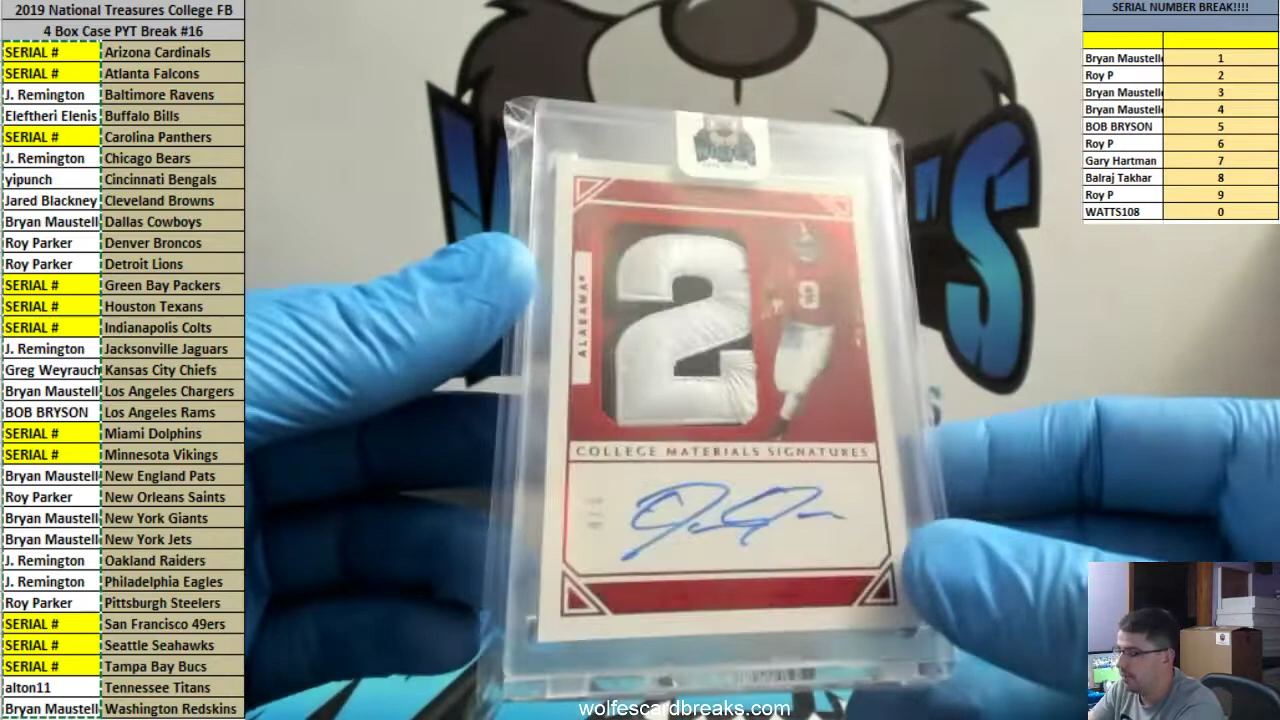 2019 National Treasures College FB
4 Box Case PYT Break #16
SERIAL # Arizona Cardinals
SERIAL # Atlanta Falcons
J. Remington Baltimore Ravens
Eleftheri Elenis Buffalo Bills
SERIAL # Carolina Panthers
J. Remington Chicago Bears
yipunch Cincinnati Bengals
Jared Blackney Cleveland Browns
Bryan Maustell Dallas Cowboys
Roy Parker Denver Broncos
Roy Parker Detroit Lions
SERIAL # Green Bay Packers
SERIAL # Houston Texans
SERIAL # Indianapolis Colts
J. Remington Jacksonville Jaguars
Greg Weyrauch Kansas City Chiefs
Bryan Maustell Los Angeles Chargers
BOB BRYSON Los Angeles Rams
SERIAL # Miami Dolphins
SERIAL # Minnesota Vikings
Bryan Maustell New England Pats
Roy Parker New Orleans Saints
Bryan Maustell New York Giants
Bryan Maustell New York Jets
J. Remington Oakland Raiders
J. Remington Philadelphia Eagles
Roy Parker Pittsburgh Steelers
SERIAL # San Francisco 49ers
SERIAL # Seattle Seahawks
SERIAL # Tampa Bay Bucs
alton11 Tennessee Titans
Bryan Maustell Washington Redskins
ALABAMA
2
COLLEGE MATERIALS SIGNATURES
'S
wolfescardbreaks.com
SERIAL NUMBER BREAK!!!!
Bryan Maustelle 1
Roy P 2
Bryan Maustelle 3
Bryan Maustelle 4
BOB BRYSON 5
Roy P 6
Gary Hartman 7
Balraj Takhar 8
Roy P 9
WATTS108 0